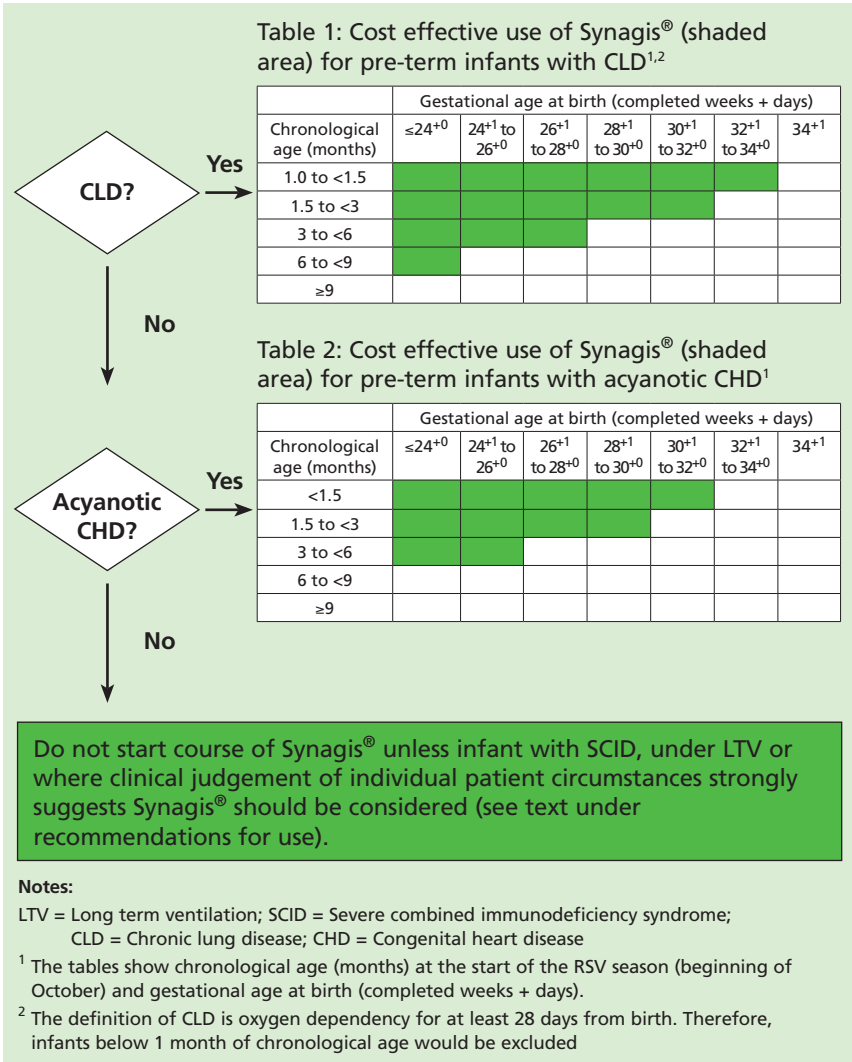 Table 1: Cost effective use of Synagis® (shaded
area) for pre-term infants with CLD¹,²
Gestational age at birth (completed weeks + days)
Chronological age (months) ≤24⁺⁰ 24⁺¹ to 26⁺⁰ 26⁺¹ to 28⁺⁰ 28⁺¹ to 30⁺⁰ 30⁺¹ to 32⁺⁰ 32⁺¹ to 34⁺⁰ 34⁺¹
1.0 to <1.5
1.5 to <3
3 to <6
6 to <9
≥9
CLD?
Yes
No
Table 2: Cost effective use of Synagis® (shaded
area) for pre-term infants with acyanotic CHD¹
Gestational age at birth (completed weeks + days)
Chronological age (months) ≤24⁺⁰ 24⁺¹ to 26⁺⁰ 26⁺¹ to 28⁺⁰ 28⁺¹ to 30⁺⁰ 30⁺¹ to 32⁺⁰ 32⁺¹ to 34⁺⁰ 34⁺¹
<1.5
1.5 to <3
3 to <6
6 to <9
≥9
Acyanotic
CHD?
Yes
No
Do not start course of Synagis® unless infant with SCID, under LTV or
where clinical judgement of individual patient circumstances strongly
suggests Synagis® should be considered (see text under
recommendations for use).
Notes:
LTV = Long term ventilation; SCID = Severe combined immunodeficiency syndrome;
CLD = Chronic lung disease; CHD = Congenital heart disease
¹ The tables show chronological age (months) at the start of the RSV season (beginning of
October) and gestational age at birth (completed weeks + days).
² The definition of CLD is oxygen dependency for at least 28 days from birth. Therefore,
infants below 1 month of chronological age would be excluded